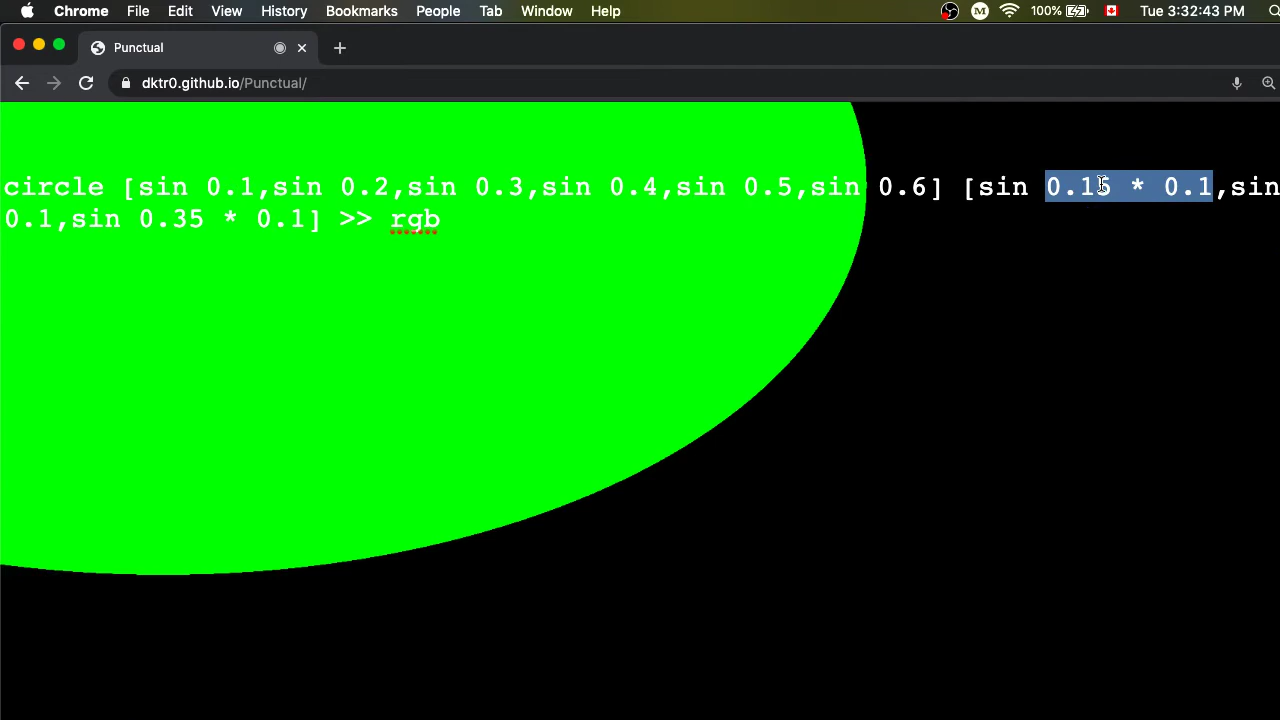 Chrome File Edit View History Bookmarks People Tab Window Help M 100% Tue 3:32:43 PM
Punctual
dktr0.github.io/Punctual/
circle [sin 0.1,sin 0.2,sin 0.3,sin 0.4,sin 0.5,sin 0.6] [sin 0.15 * 0.1,sin
0.1,sin 0.35 * 0.1] >> rgb